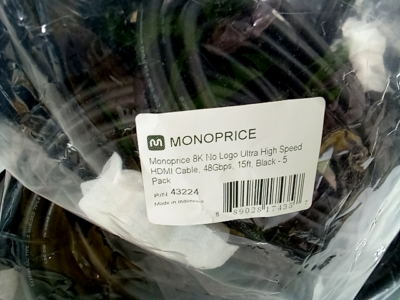 MONOPRICE
Monoprice 8K No Logo Ultra High Speed
HDMI Cable, 48Gbps, 15ft, Black - 5
Pack
P/N: 43224
Made in Indonesia